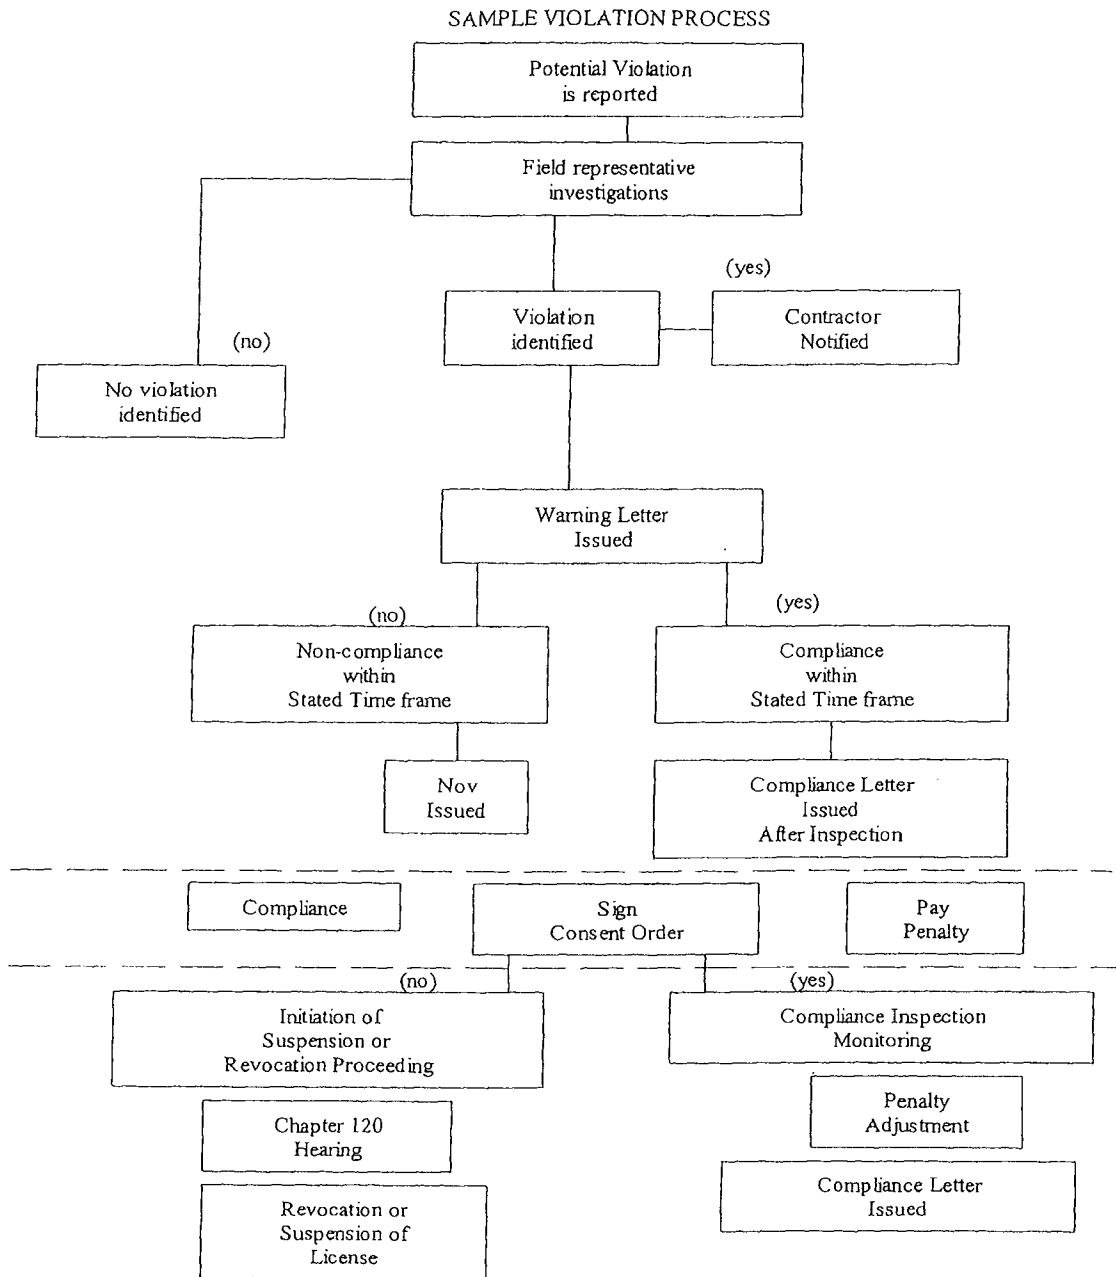 SAMPLE VIOLATION PROCESS
Potential Violation
is reported
Field representative
investigations
(yes)
Violation
identified
Contractor
Notified
(no)
No violation
identified
Warning Letter
Issued
(no)
(yes)
Non-compliance
within
Stated Time frame
Compliance
within
Stated Time frame
Nov
Issued
Compliance Letter
Issued
After Inspection
Compliance
Sign
Consent Order
Pay
Penalty
(no)
(yes)
Initiation of
Suspension or
Revocation Proceeding
Compliance Inspection
Monitoring
Penalty
Adjustment
Chapter 120
Hearing
Compliance Letter
Issued
Revocation or
Suspension of
License